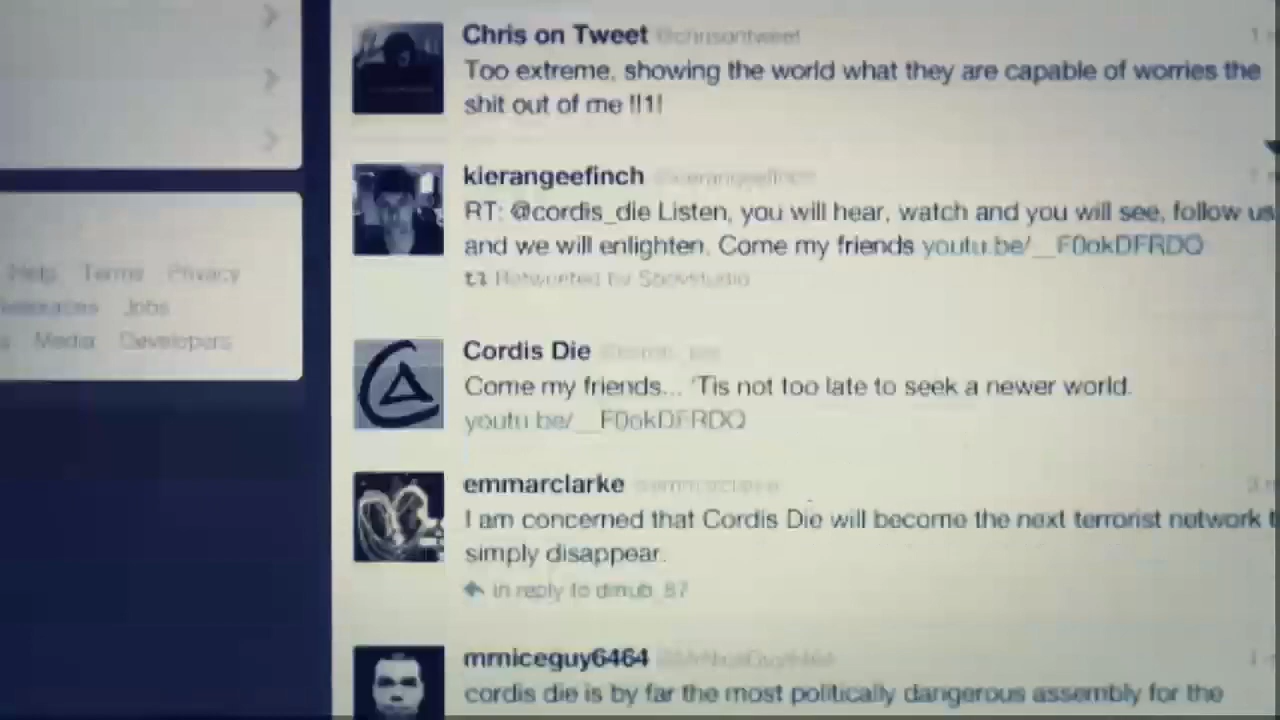 Chris on Tweet @chrisontweet
Too extreme, showing the world what they are capable of worries the
shit out of me !!1!
kierangeefinch @kierangeefinch
RT: @cordis_die Listen, you will hear, watch and you will see, follow us
and we will enlighten. Come my friends youtu.be/__F0okDFRDQ
Retweeted by
Help Terms Privacy
Jobs
Media Developers
Cordis Die
Come my friends... 'Tis not too late to seek a newer world.
youtu.be/__F0okDFRDQ
emmarclarke @emmarclarke
I am concerned that Cordis Die will become the next terrorist network
simply disappear.
in reply to
mrniceguy6464 @MrNiceGuy6464
cordis die is by far the most politically dangerous assembly for the